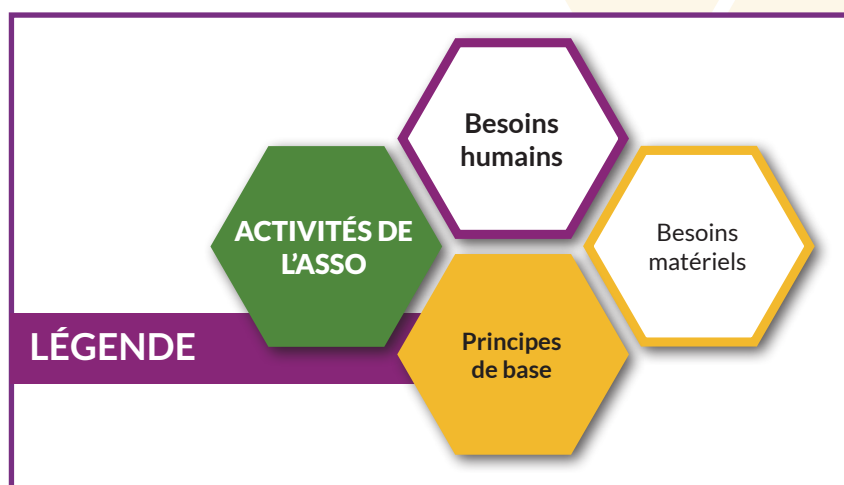 Besoins
humains
ACTIVITÉS DE
L'ASSO
Besoins
matériels
LÉGENDE
Principes
de base